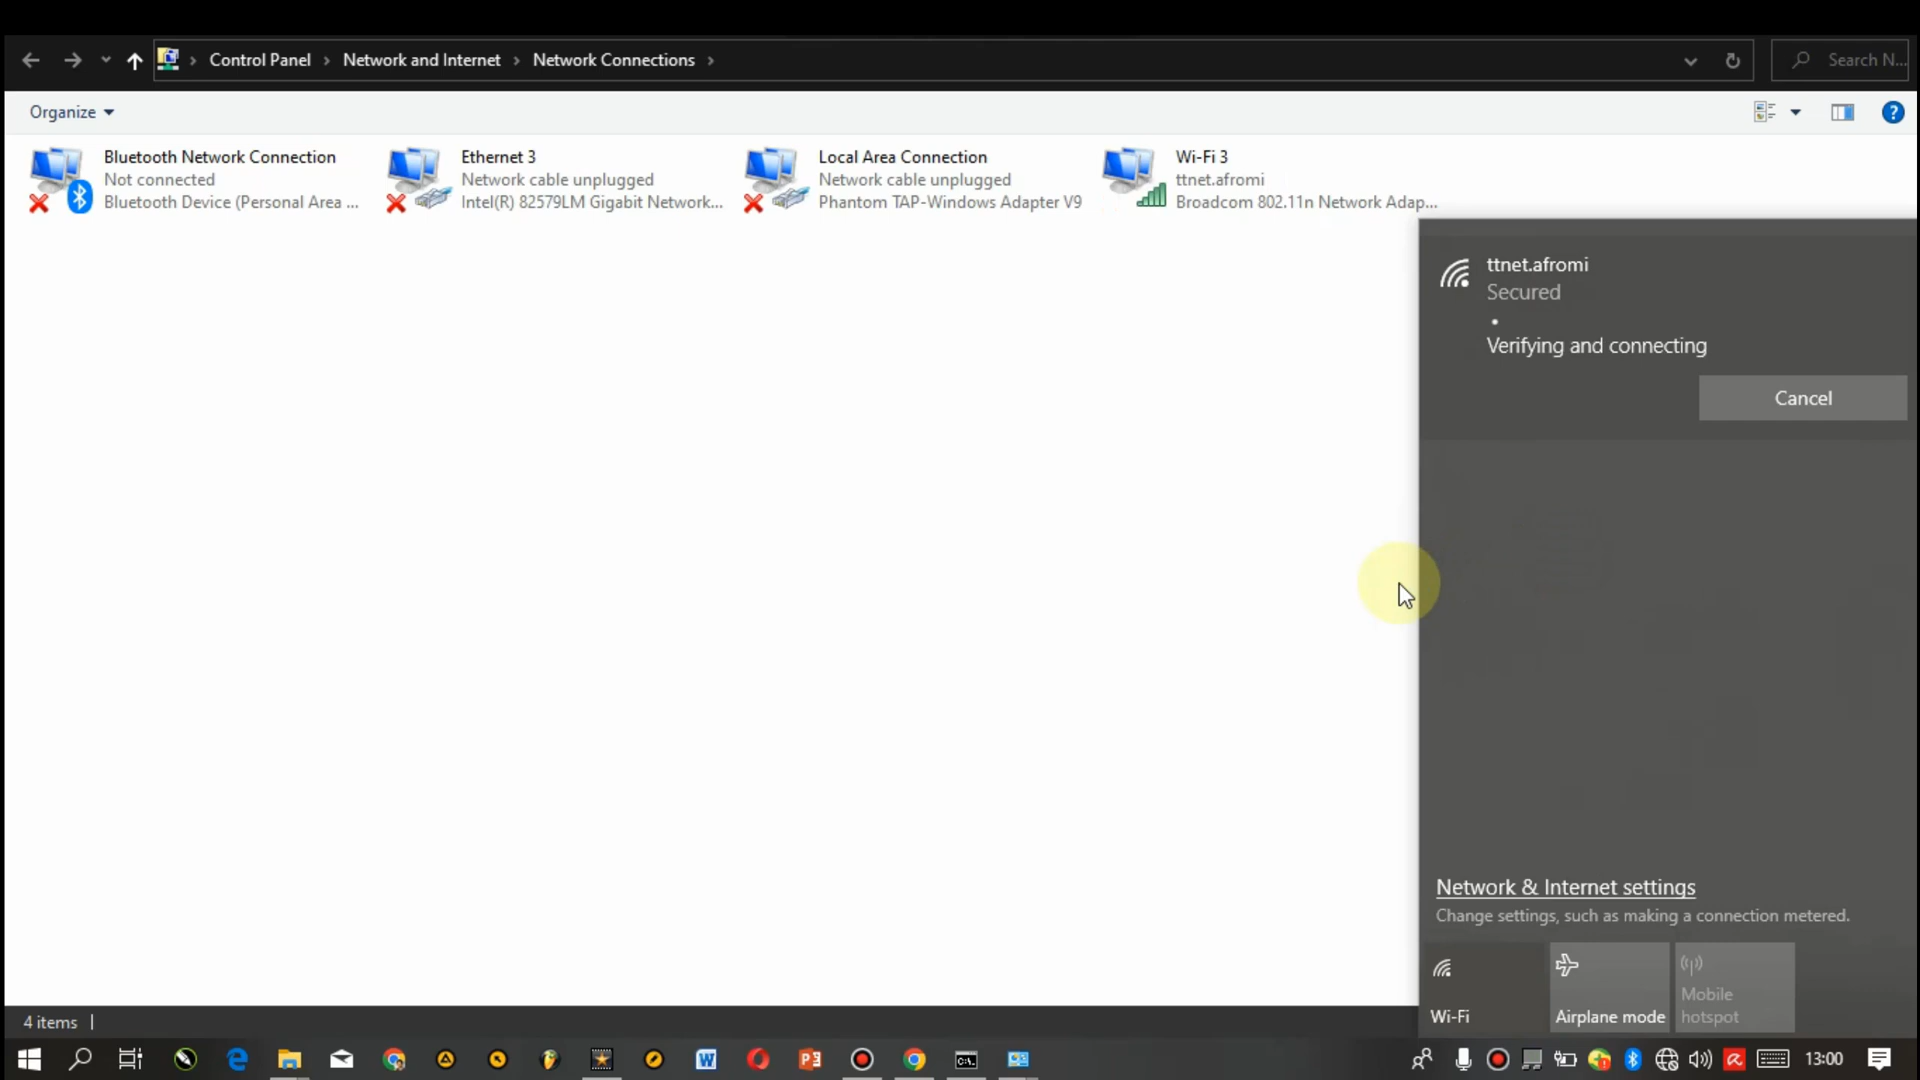 Control Panel > Network and Internet > Network Connections >
Search N...
Organize
Bluetooth Network Connection
Not connected
Bluetooth Device (Personal Area ...
Ethernet 3
Network cable unplugged
Intel(R) 82579LM Gigabit Network...
Local Area Connection
Network cable unplugged
Phantom TAP-Windows Adapter V9
Wi-Fi 3
ttnet.afromi
Broadcom 802.11n Network Adap...
ttnet.afromi
Secured
Verifying and connecting
Cancel
Network & Internet settings
Change settings, such as making a connection metered.
Wi-Fi
Airplane mode
Mobile
hotspot
4 items
13:00